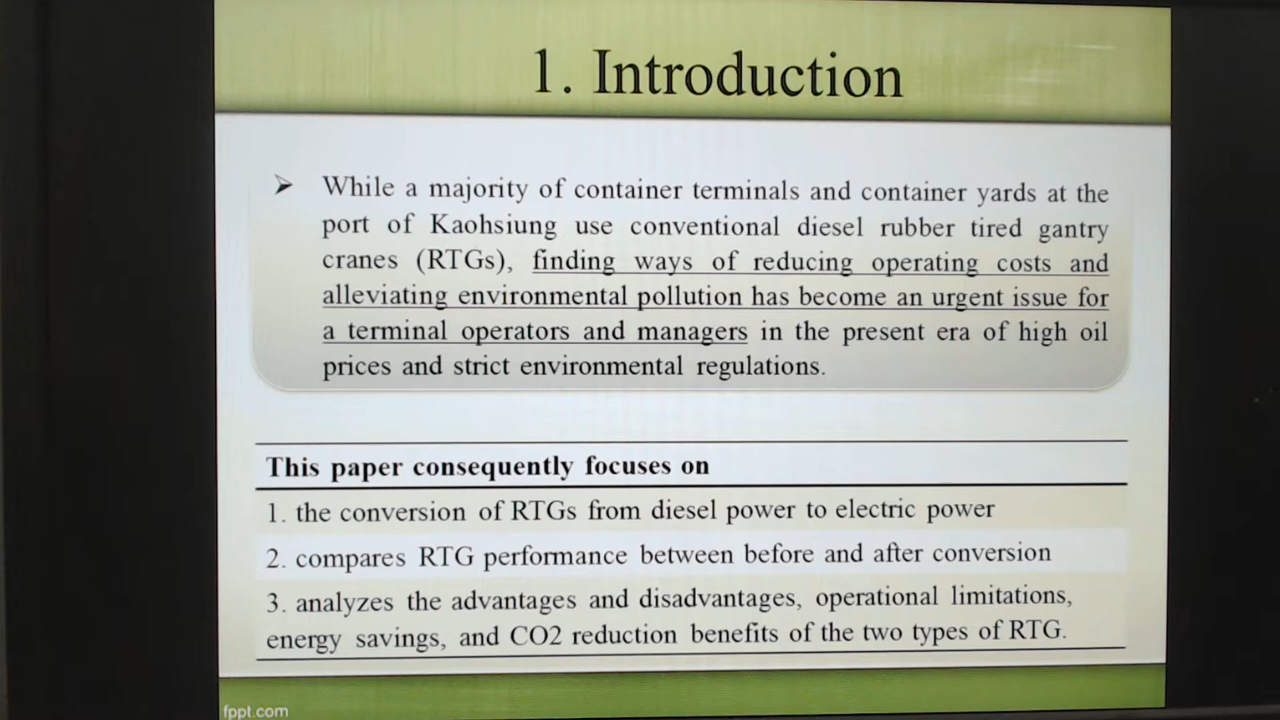 1. Introduction
➢ While a majority of container terminals and container yards at the
port of Kaohsiung use conventional diesel rubber tired gantry
cranes (RTGs), finding ways of reducing operating costs and
alleviating environmental pollution has become an urgent issue for
a terminal operators and managers in the present era of high oil
prices and strict environmental regulations.
This paper consequently focuses on
1. the conversion of RTGs from diesel power to electric power
2. compares RTG performance between before and after conversion
3. analyzes the advantages and disadvantages, operational limitations,
energy savings, and CO2 reduction benefits of the two types of RTG.
fppt.com